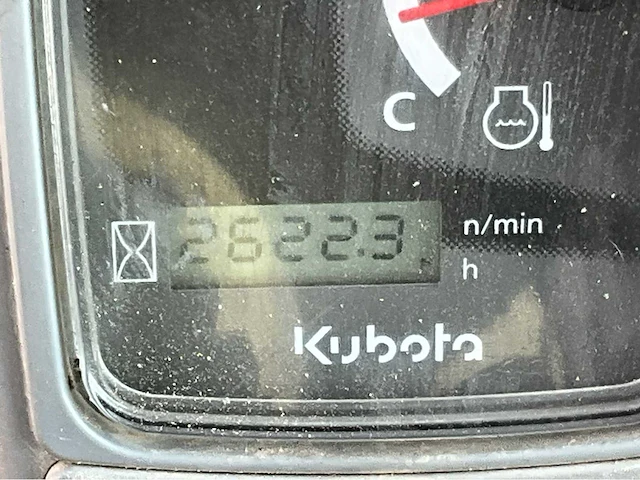 C
2622.3
n/min
h
Kubota